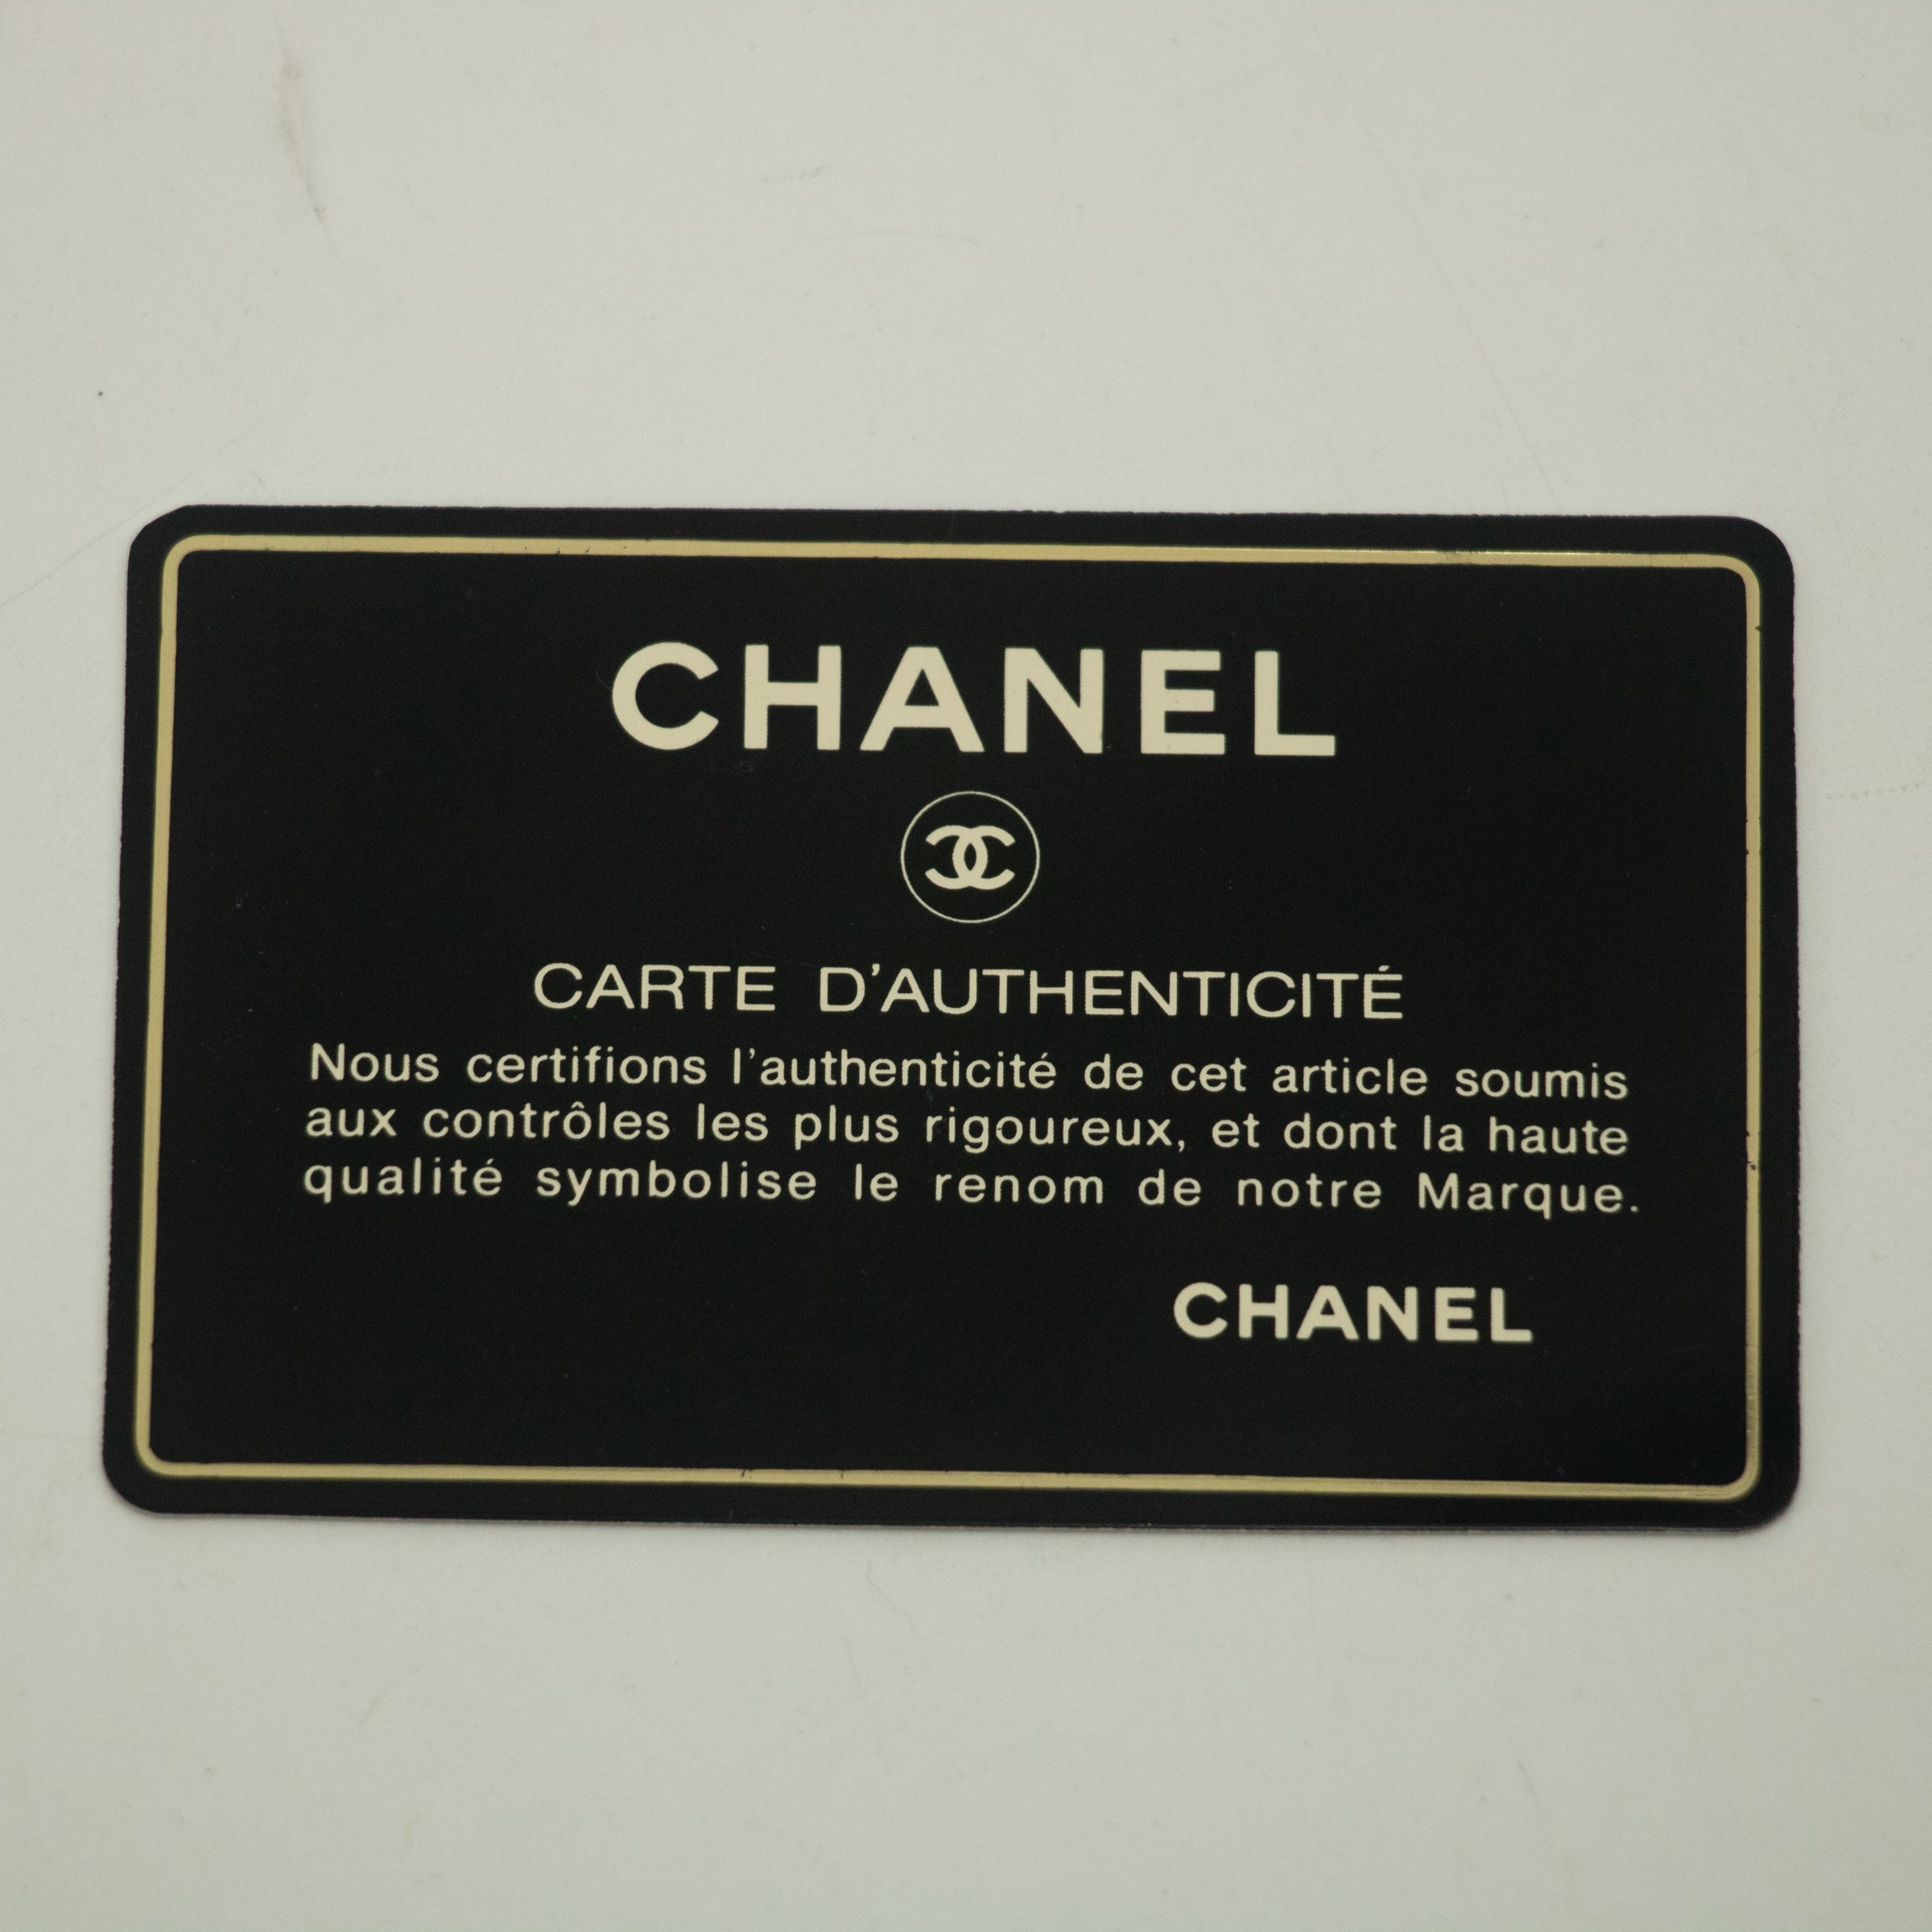 CHANEL
CARTE D'AUTHENTICITÉ
Nous certifions l'authenticité de cet article soumis
aux contrôles les plus rigoureux, et dont la haute
qualité symbolise le renom de notre Marque.
CHANEL